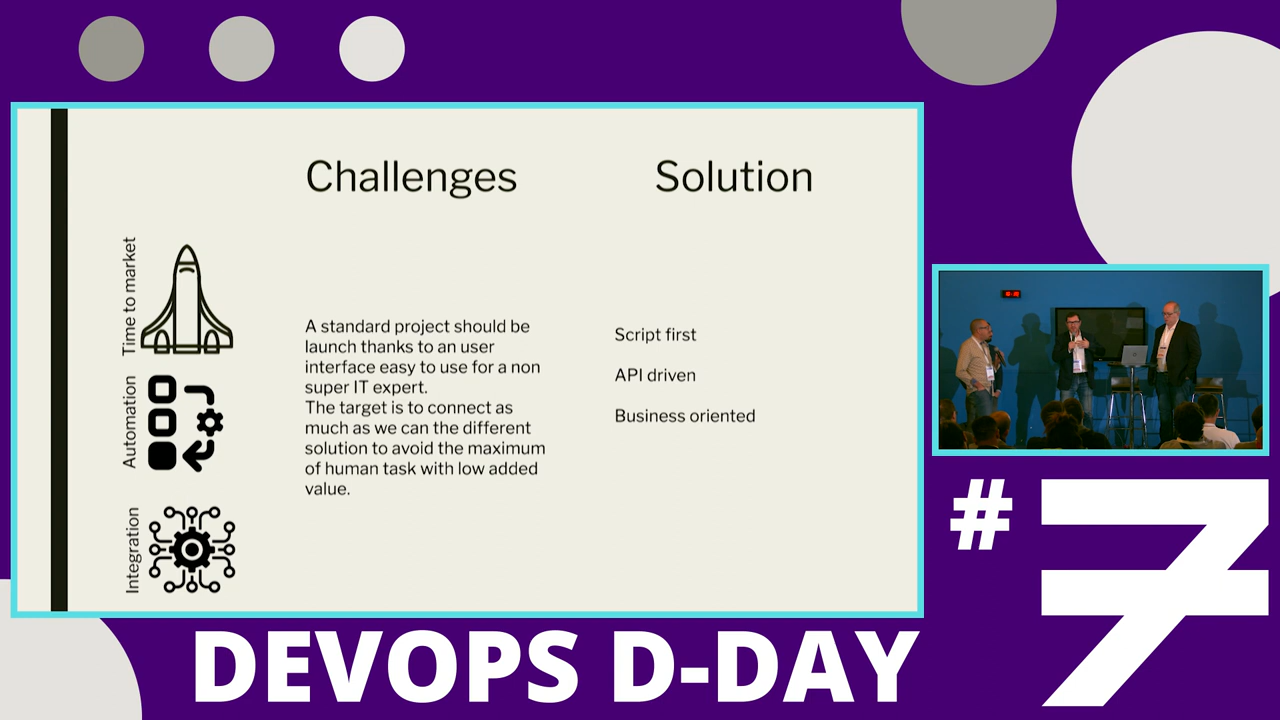 Challenges
Solution
Time to market
Automation
Integration
A standard project should be
launch thanks to an user
interface easy to use for a non
super IT expert.
The target is to connect as
much as we can the different
solution to avoid the maximum
of human task with low added
value.
Script first
API driven
Business oriented
#7
DEVOPS D-DAY